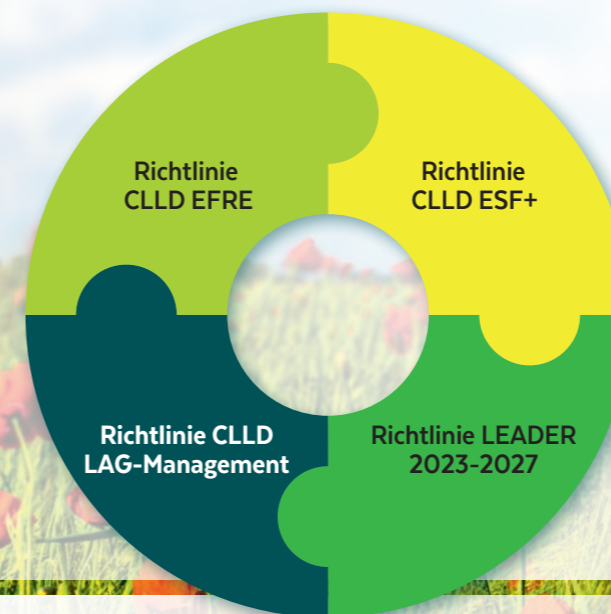 Richtlinie
CLLD EFRE
Richtlinie
CLLD ESF+
Richtlinie CLLD
LAG-Management
Richtlinie LEADER
2023-2027